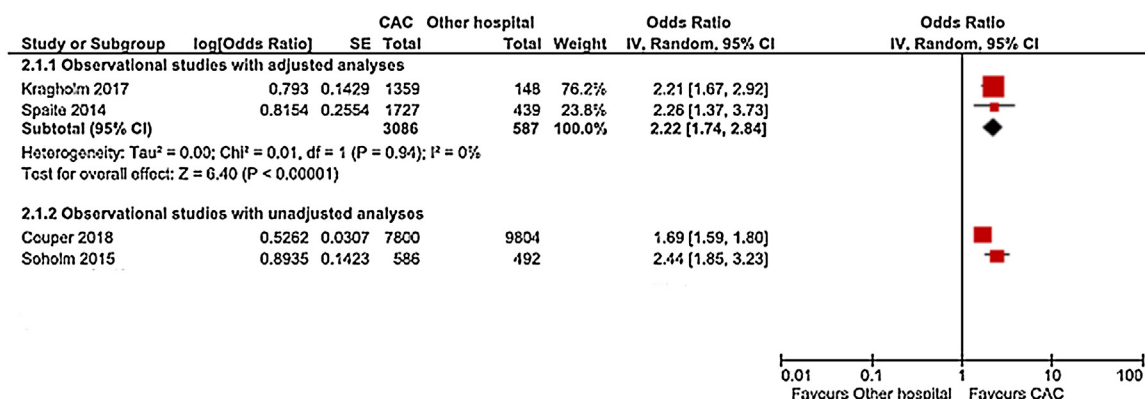 CAC Other hospital Odds Ratio Odds Ratio
Study or Subgroup log[Odds Ratio] SE Total Total Weight IV, Random, 95% CI IV, Random, 95% CI
2.1.1 Observational studies with adjusted analyses
Kragholm 2017 0.793 0.1429 1359 148 76.2% 2.21 [1.67, 2.92]
Spaite 2014 0.8154 0.2554 1727 439 23.8% 2.26 [1.37, 3.73]
Subtotal (95% CI) 3086 587 100.0% 2.22 [1.74, 2.84]
Heterogeneity: Tau² = 0.00; Chi² = 0.01, df = 1 (P = 0.94); I² = 0%
Test for overall effect: Z = 6.40 (P < 0.00001)
2.1.2 Observational studies with unadjusted analyses
Couper 2018 0.5262 0.0307 7800 9804 1.69 [1.59, 1.80]
Soholm 2015 0.8935 0.1423 586 492 2.44 [1.85, 3.23]
0.01 0.1 1 10 100
Favours Other hospital Favours CAC